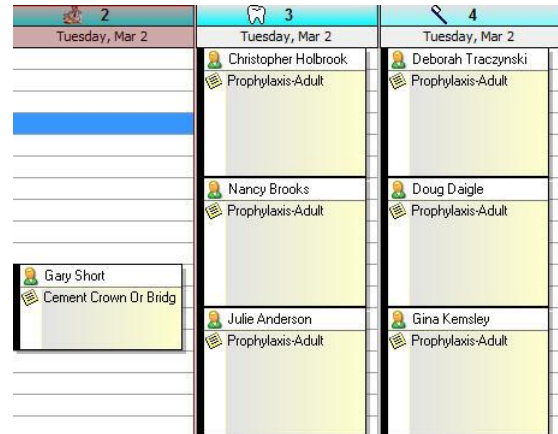 2
Tuesday, Mar 2
Gary Short
Cement Crown Or Bridg
3
Tuesday, Mar 2
Christopher Holbrook
Prophylaxis-Adult
Nancy Brooks
Prophylaxis-Adult
Julie Anderson
Prophylaxis-Adult
4
Tuesday, Mar 2
Deborah Traczynski
Prophylaxis-Adult
Doug Daigle
Prophylaxis-Adult
Gina Kemsley
Prophylaxis-Adult